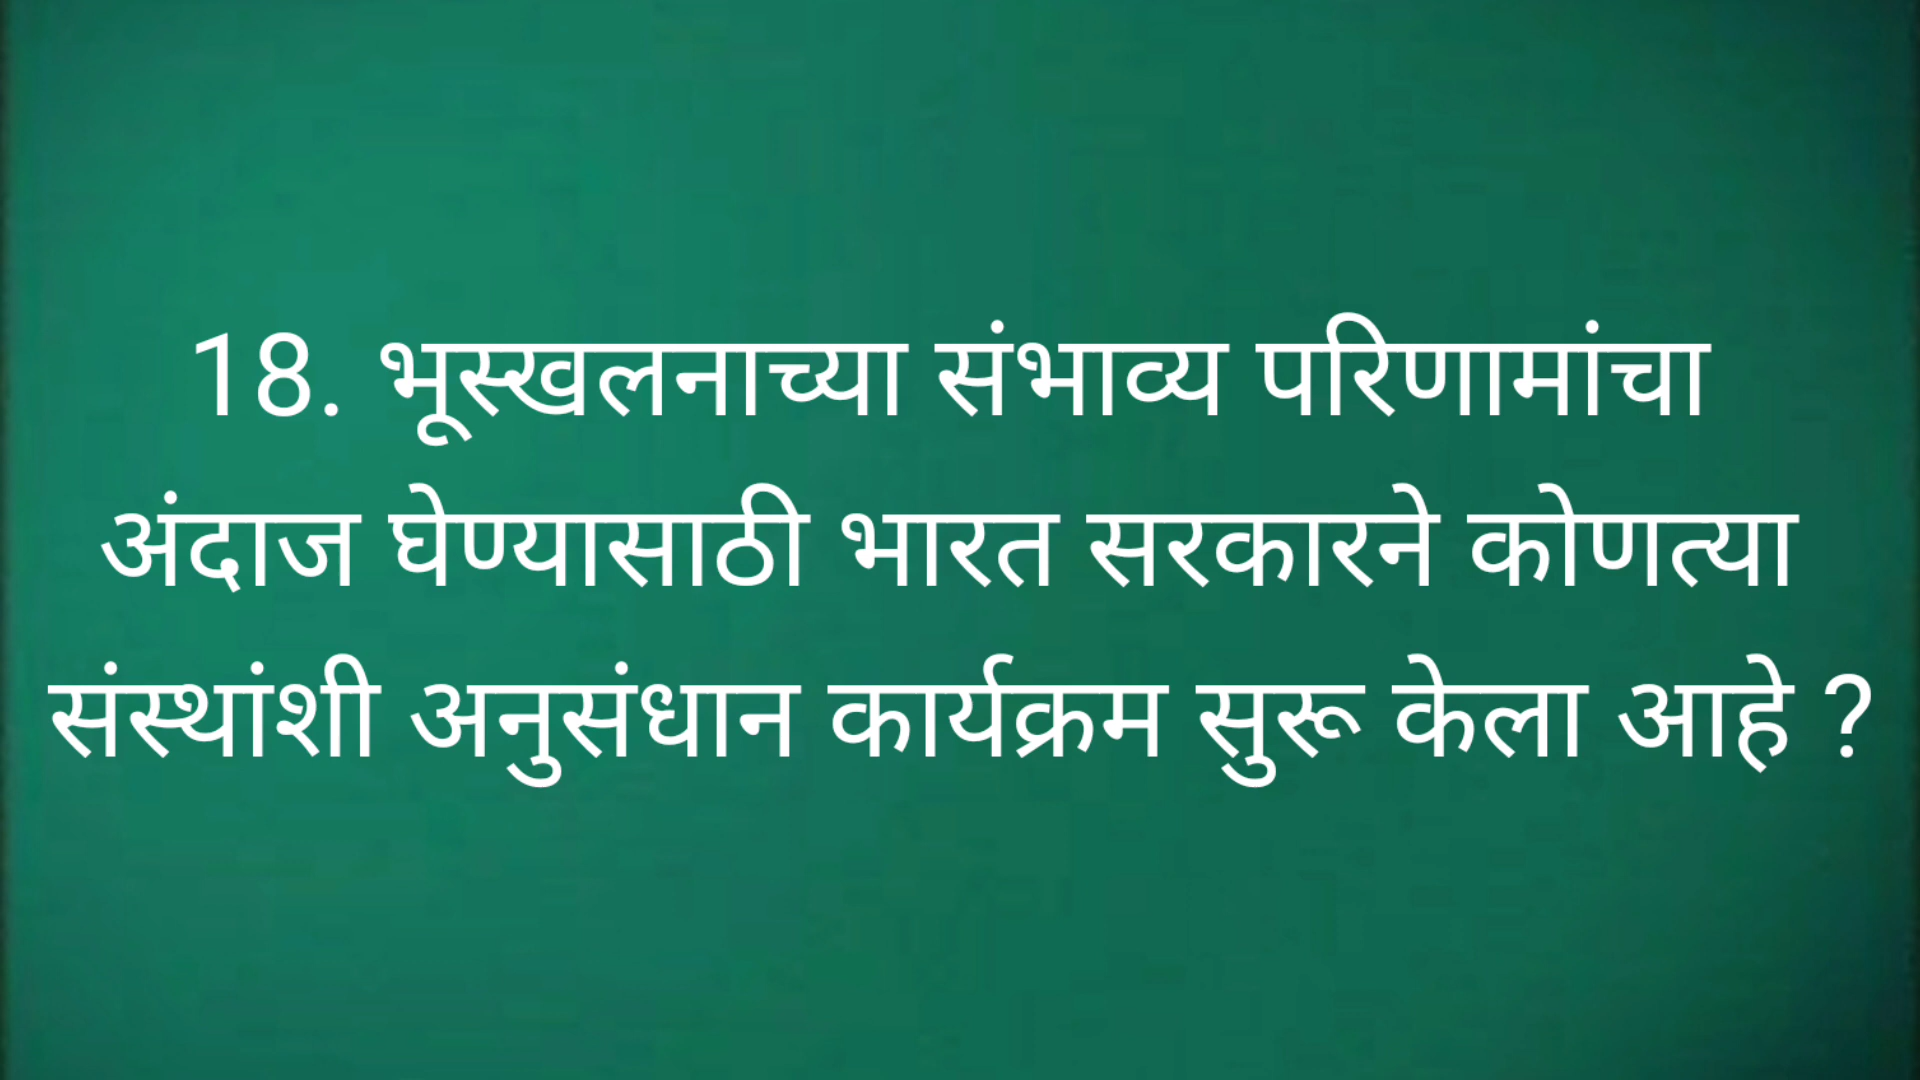 18. भूस्खलनाच्या संभाव्य परिणामांचा
अंदाज घेण्यासाठी भारत सरकारने कोणत्या
संस्थांशी अनुसंधान कार्यक्रम सुरू केला आहे ?